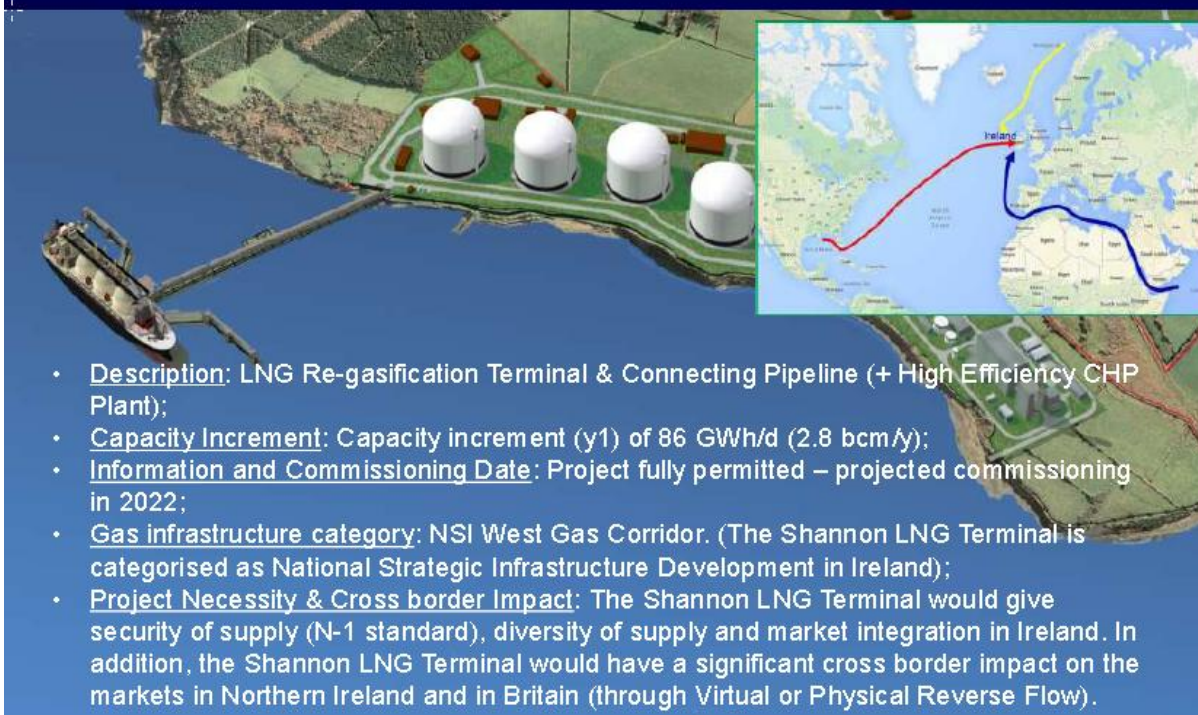 Ireland
• Description: LNG Re-gasification Terminal & Connecting Pipeline (+ High Efficiency CHP
Plant);
• Capacity Increment: Capacity increment (y1) of 86 GWh/d (2.8 bcm/y);
• Information and Commissioning Date: Project fully permitted – projected commissioning
in 2022;
• Gas infrastructure category: NSI West Gas Corridor. (The Shannon LNG Terminal is
categorised as National Strategic Infrastructure Development in Ireland);
• Project Necessity & Cross border Impact: The Shannon LNG Terminal would give
security of supply (N-1 standard), diversity of supply and market integration in Ireland. In
addition, the Shannon LNG Terminal would have a significant cross border impact on the
markets in Northern Ireland and in Britain (through Virtual or Physical Reverse Flow).